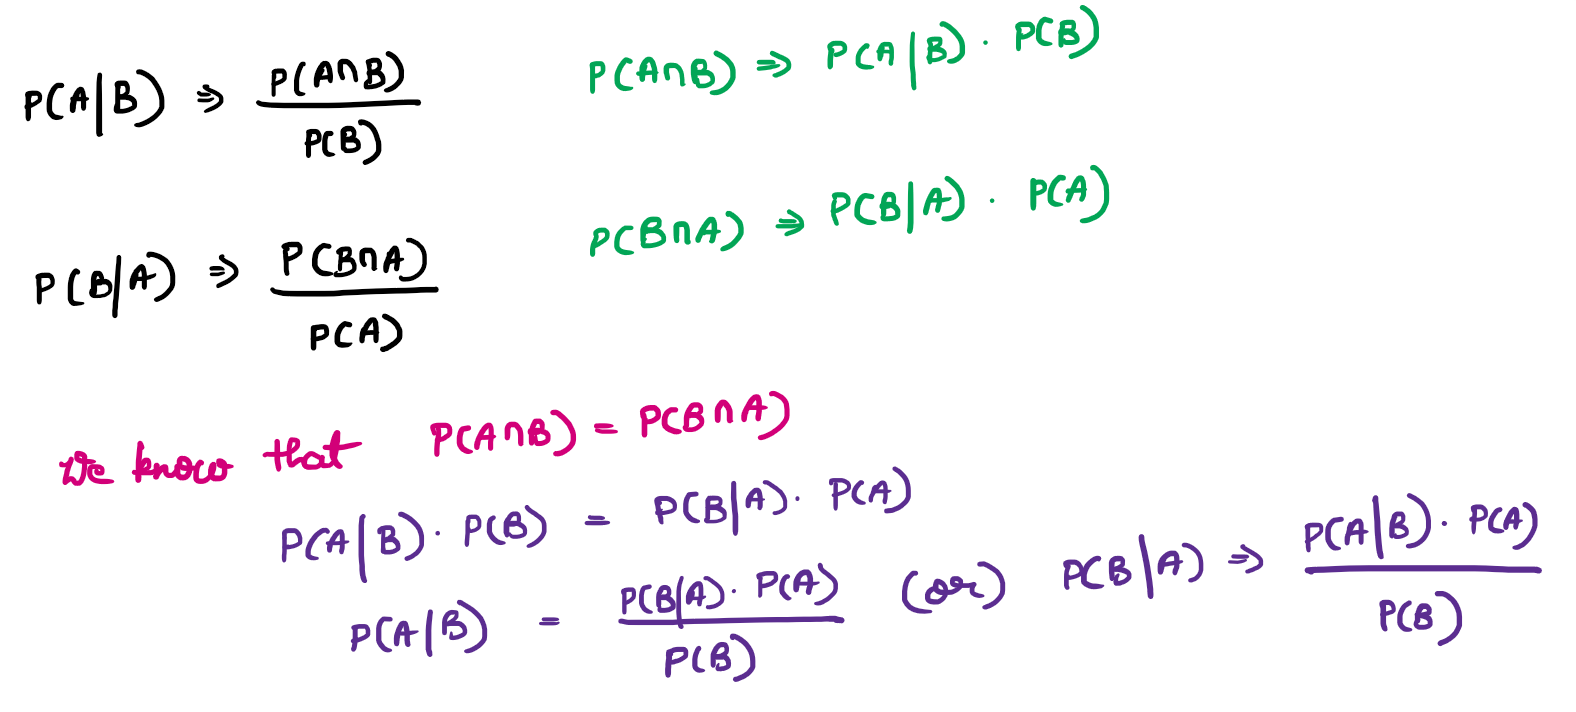 P(A|B) ⇒ P(A∩B) / P(B)
P(A∩B) ⇒ P(A|B) · P(B)
P(B|A) ⇒ P(B∩A) / P(A)
P(B∩A) ⇒ P(B|A) · P(A)
We know that P(A∩B) = P(B∩A)
P(A|B) · P(B) = P(B|A) · P(A)
P(A|B) = P(B|A) · P(A) / P(B) (or) P(B|A) ⇒ P(A|B) · P(A) / P(B)